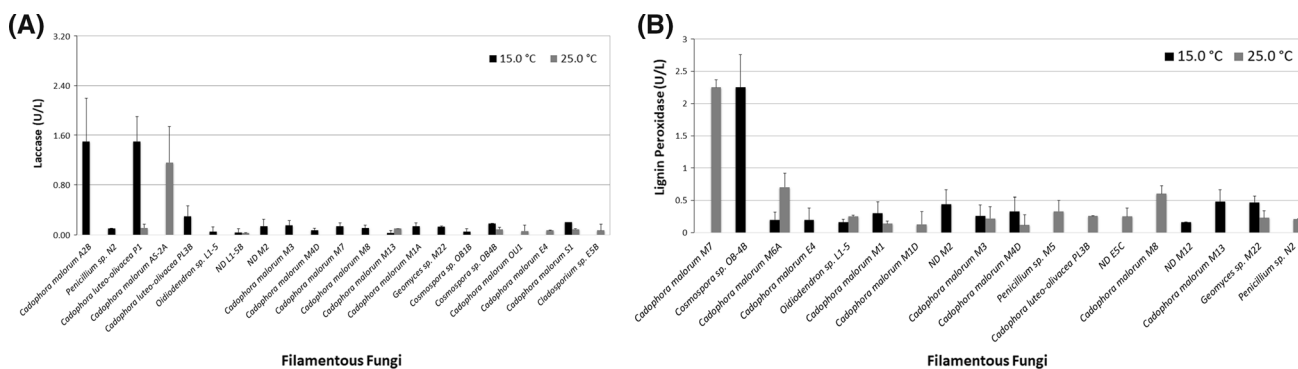 (A)
3.20
2.40
1.60
0.80
0.00
Laccase (U/L)
15.0 °C
25.0 °C
Cadophora malorum A2B
Penicillium sp. N2
Cadophora luteo-olivacea P1
Cadophora malorum AS-2A
Cadophora luteo-olivacea PL3B
Oidiodendron sp. L1-5
ND L1-5B
ND M2
Cadophora malorum M3
Cadophora malorum M4D
Cadophora malorum M7
Cadophora malorum M8
Cadophora malorum M13
Cadophora malorum M1A
Geomyces sp. M22
Cosmospora sp. OB1B
Cosmospora sp. OB4B
Cadophora malorum OU1
Cadophora malorum E4
Cadophora malorum S1
Cladosporium sp. E5B
Filamentous Fungi
(B)
3
2.5
2
1.5
1
0.5
0
Lignin Peroxidase (U/L)
15.0 °C
25.0 °C
Cadophora malorum M7
Cosmospora sp. OB-4B
Cadophora malorum M6A
Cadophora malorum E4
Oidiodendron sp. L1-5
Cadophora malorum M1
Cadophora malorum M1D
ND M2
Cadophora malorum M3
Cadophora malorum M4D
Penicillium sp. M5
Cadophora luteo-olivacea PL3B
ND E5C
Cadophora malorum M8
ND M12
Cadophora malorum M13
Geomyces sp. M22
Penicillium sp. N2
Filamentous Fungi